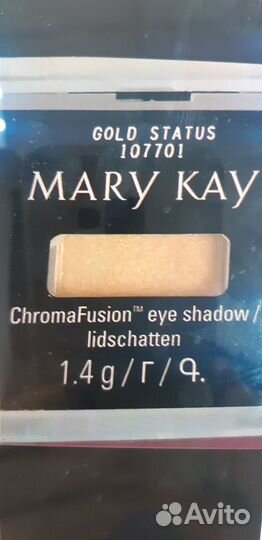 GOLD STATUS
107701
MARY KAY
ChromaFusion™ eye shadow /
lidschatten
1.4 g / Г / Գ.
Avito